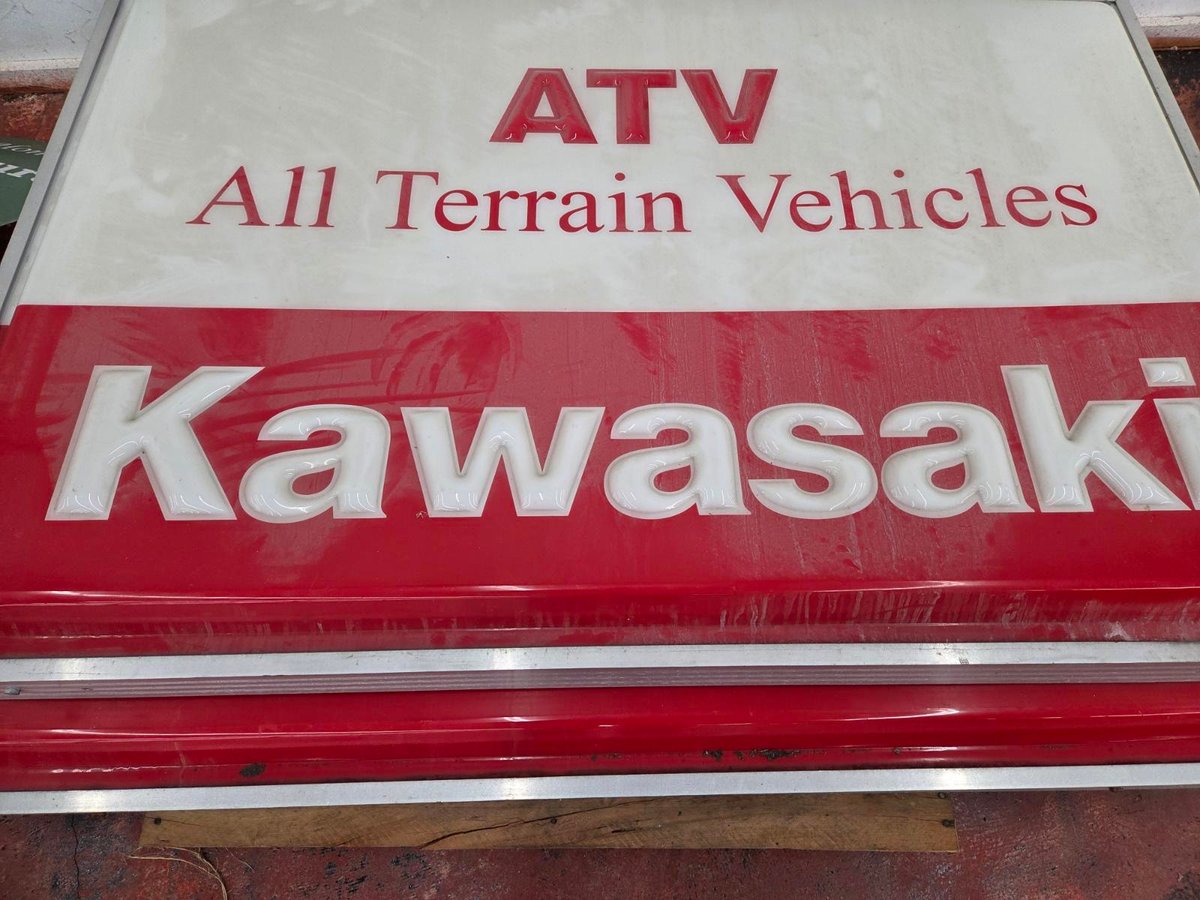 ATV
All Terrain Vehicles
Kawasaki